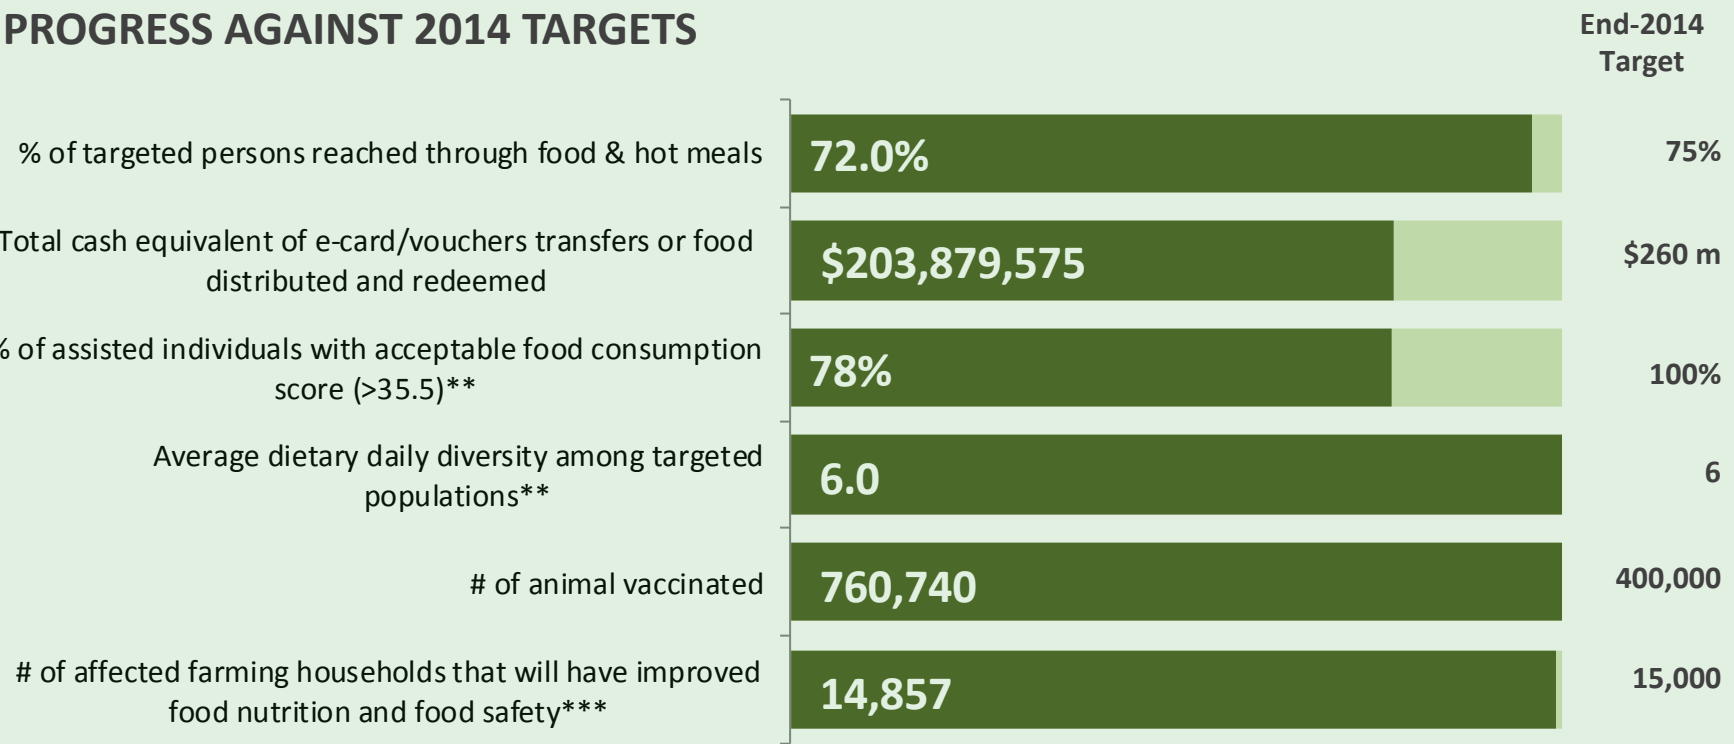 PROGRESS AGAINST 2014 TARGETS
End-2014
Target
% of targeted persons reached through food & hot meals
72.0%
75%
Total cash equivalent of e-card/vouchers transfers or food
distributed and redeemed
$203,879,575
$260 m
% of assisted individuals with acceptable food consumption
score (>35.5)**
78%
100%
Average dietary daily diversity among targeted
populations**
6.0
6
# of animal vaccinated
760,740
400,000
# of affected farming households that will have improved
food nutrition and food safety***
14,857
15,000